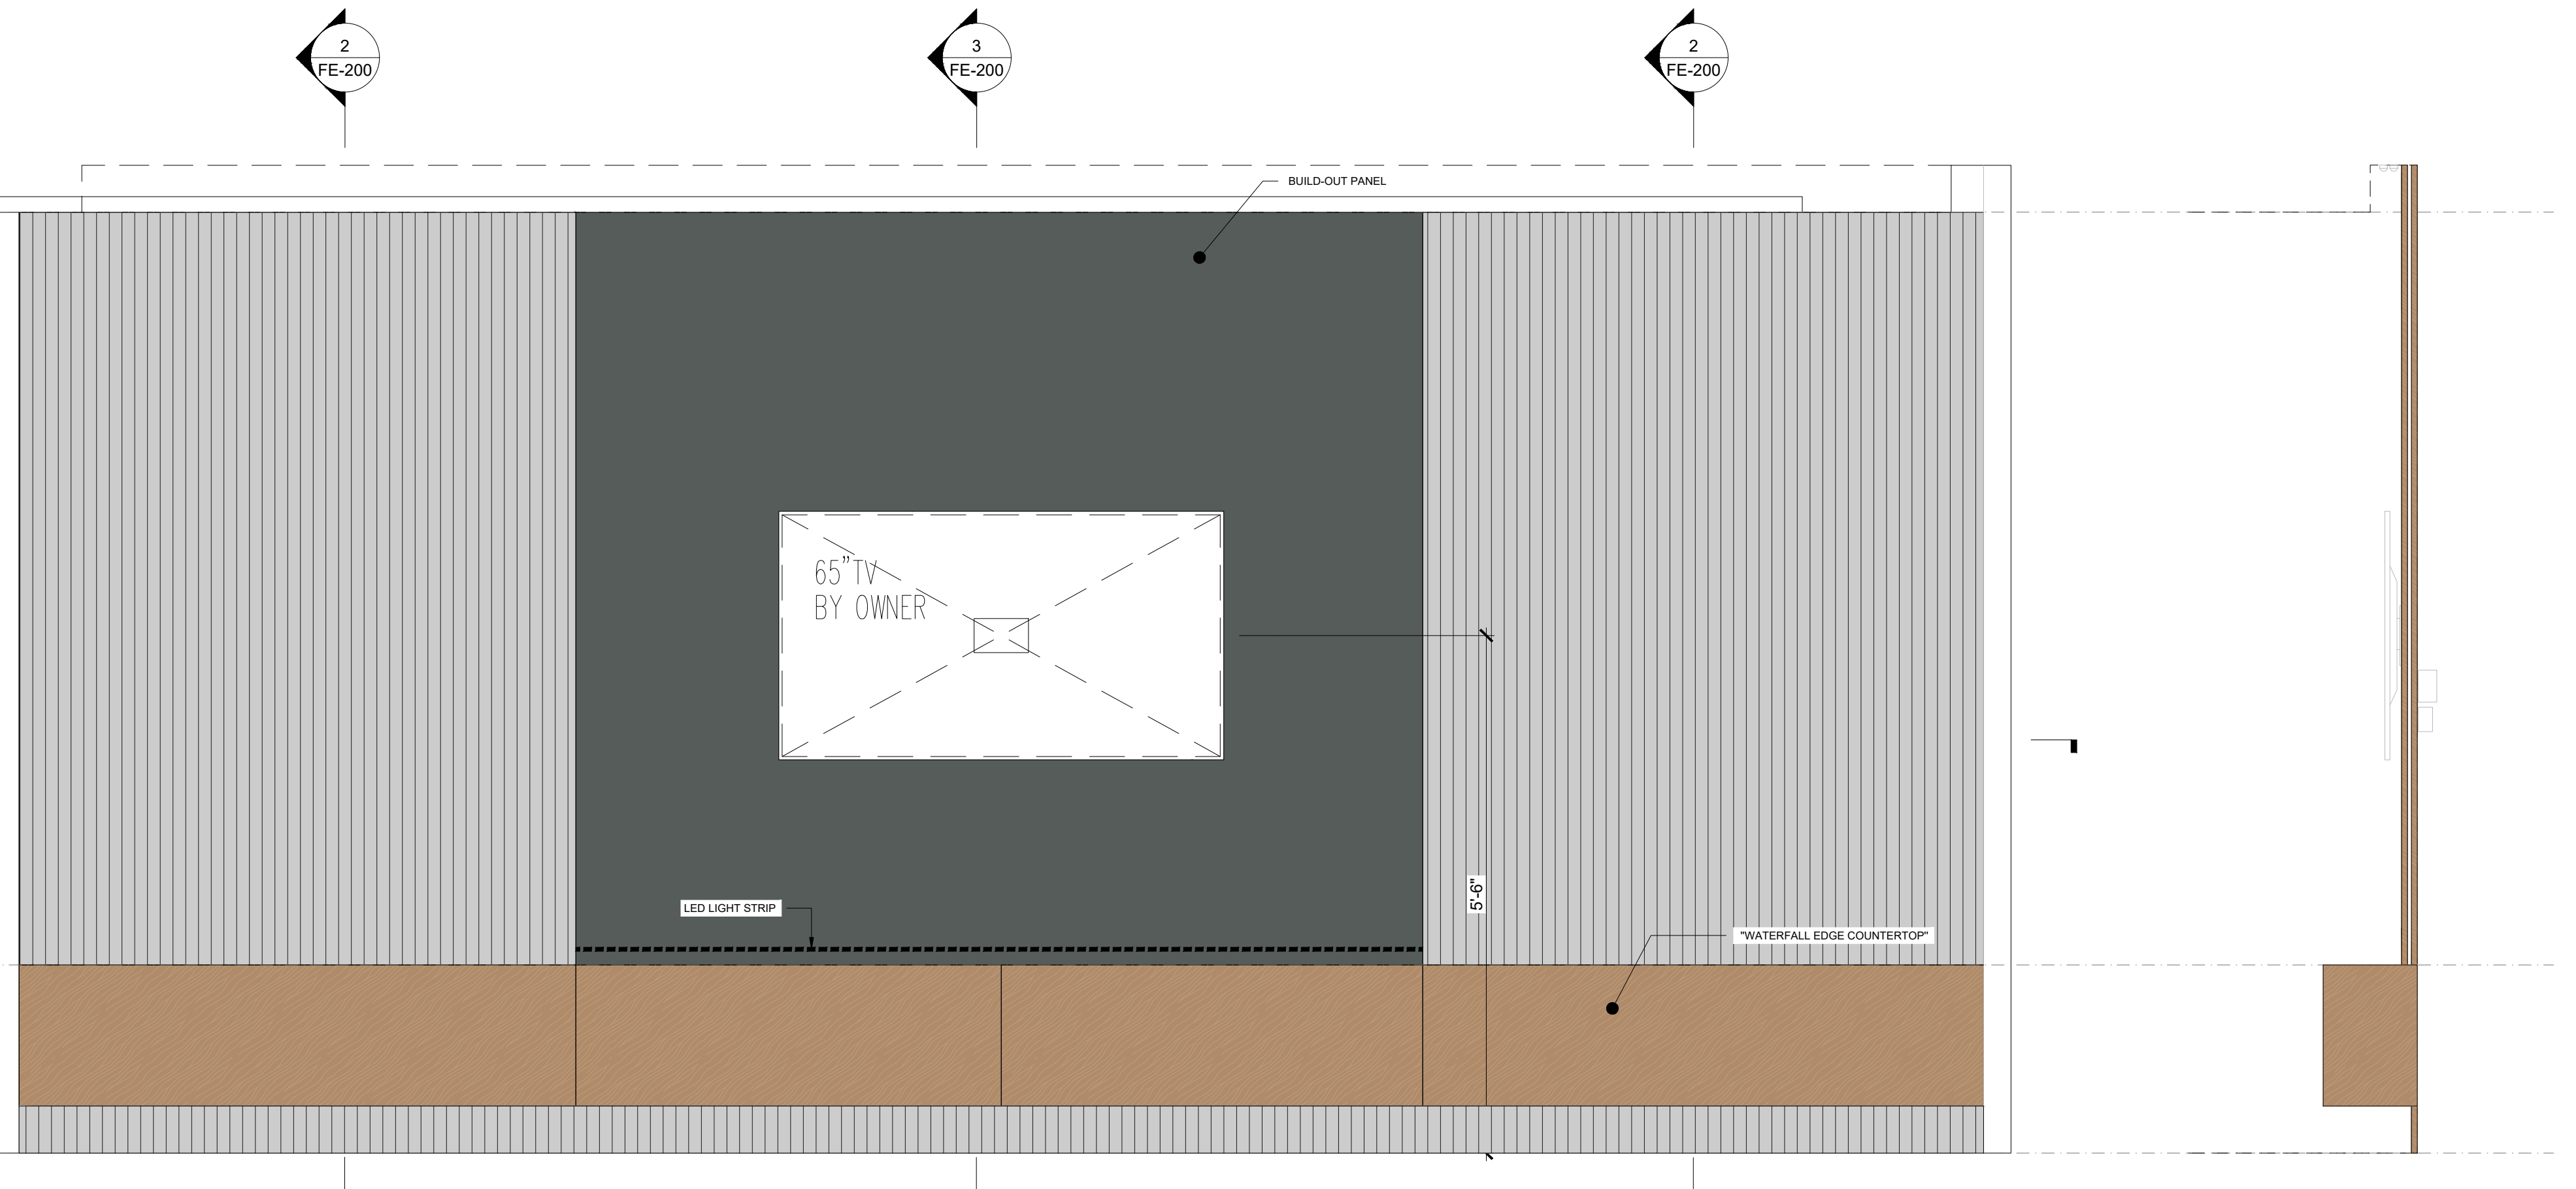 2
FE-200
3
FE-200
2
FE-200
BUILD-OUT PANEL
65"TV
BY OWNER
5'-6"
LED LIGHT STRIP
"WATERFALL EDGE COUNTERTOP"